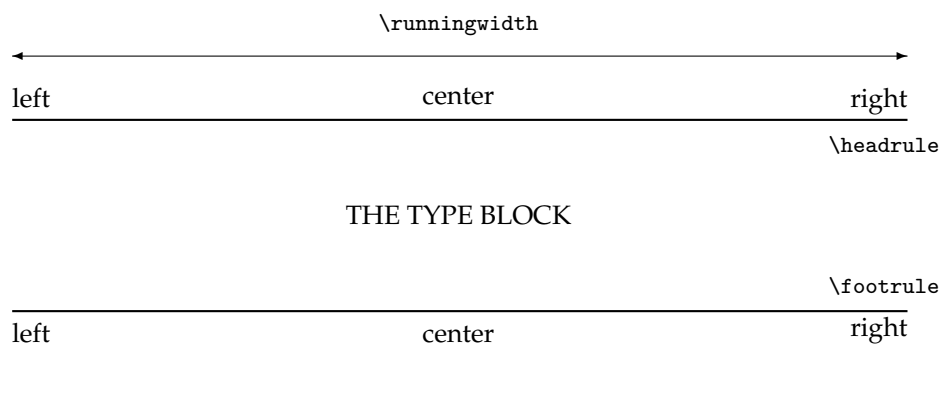 \runningwidth
left center right
\headrule
THE TYPE BLOCK
\footrule
left center right